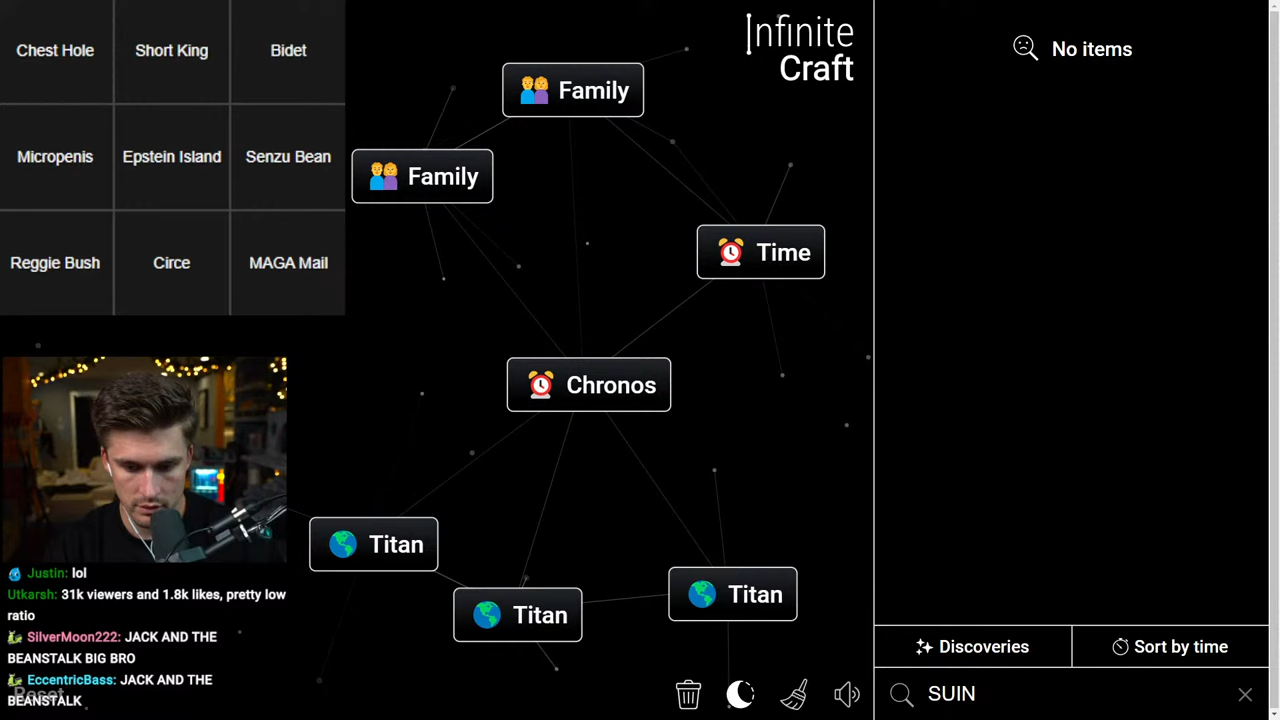 Chest Hole
Short King
Bidet
Micropenis
Epstein Island
Senzu Bean
Reggie Bush
Circe
MAGA Mail
Infinite
Craft
Family
Family
Time
Chronos
Titan
Titan
Titan
No items
Justin: lol
Utkarsh: 31k viewers and 1.8k likes, pretty low
ratio
SilverMoon222: JACK AND THE
BEANSTALK BIG BRO
EccentricBass: JACK AND THE
BEANSTALK
Reset
Discoveries
Sort by time
SUIN